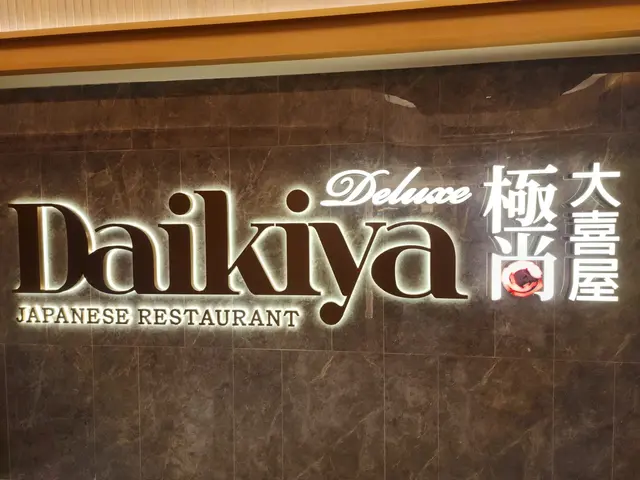 Deluxe
Daikiya
JAPANESE RESTAURANT
極尚
大喜屋